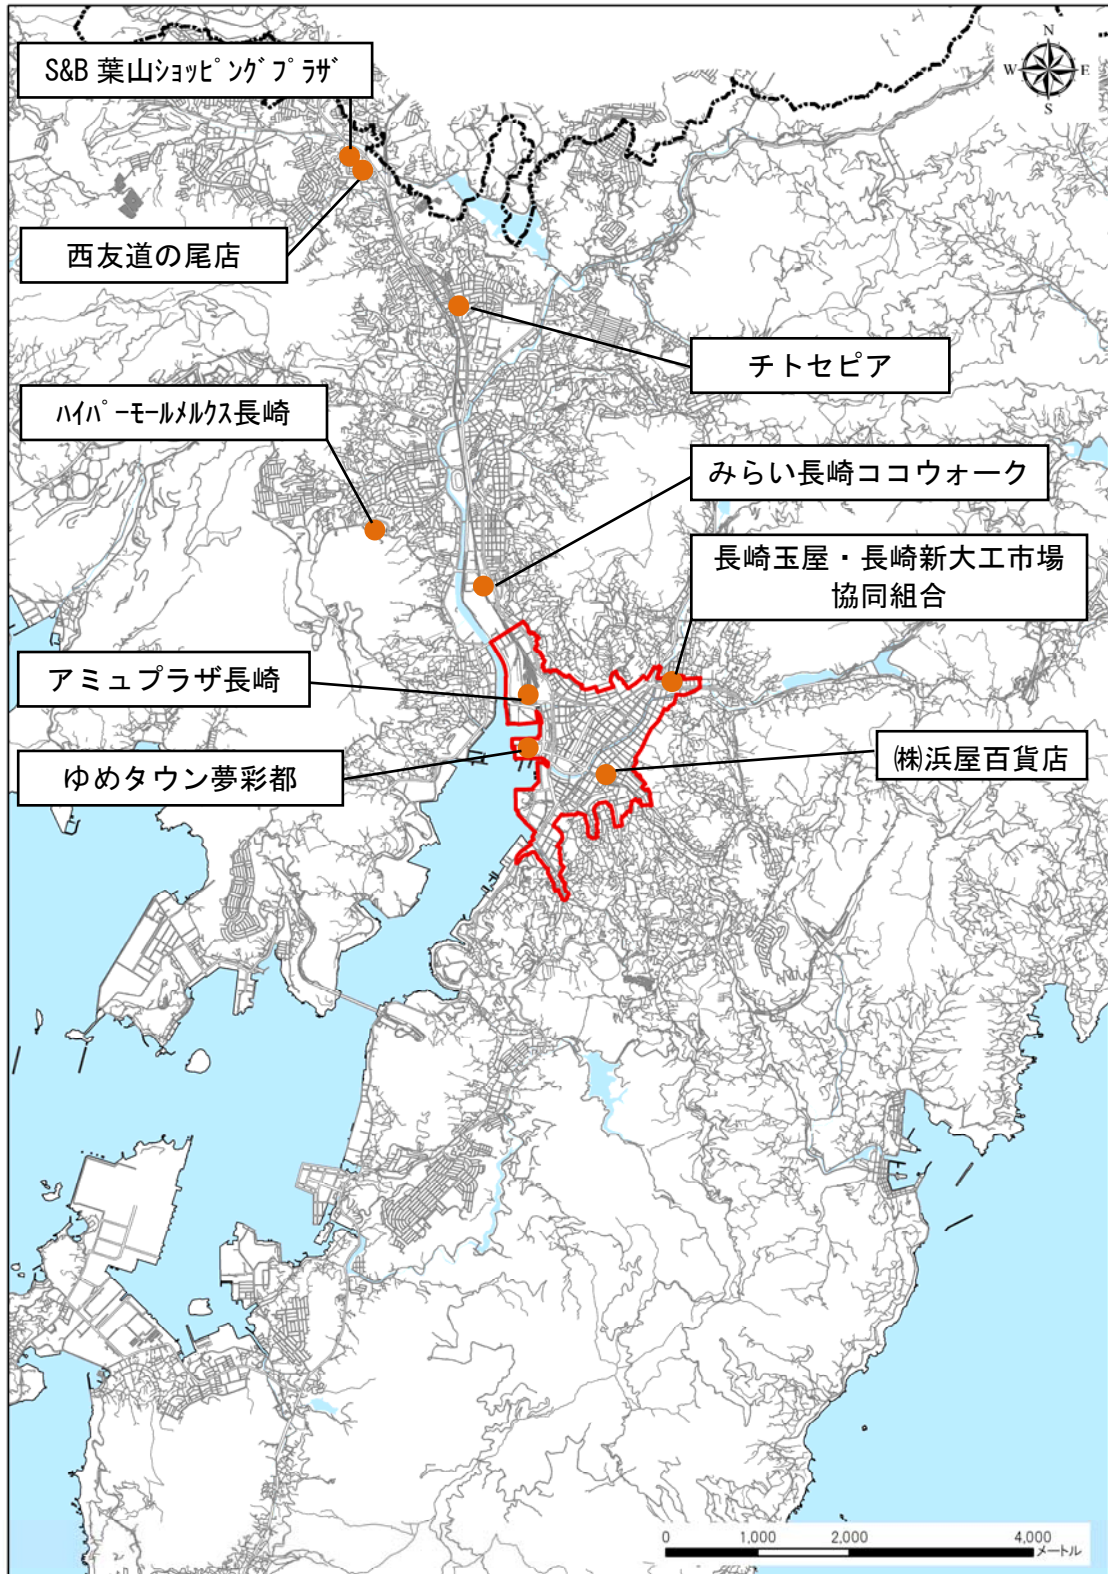 N
W E
S
S&B 葉山ｼｮｯﾋﾟﾝｸﾞﾌﾟﾗｻﾞ
西友道の尾店
チトセピア
ﾊｲﾊﾟｰモールメルクス長崎
みらい長崎ココウォーク
長崎玉屋・長崎新大工市場
協同組合
アミュプラザ長崎
ゆめタウン夢彩都
㈱浜屋百貨店
0 1,000 2,000 4,000
メートル